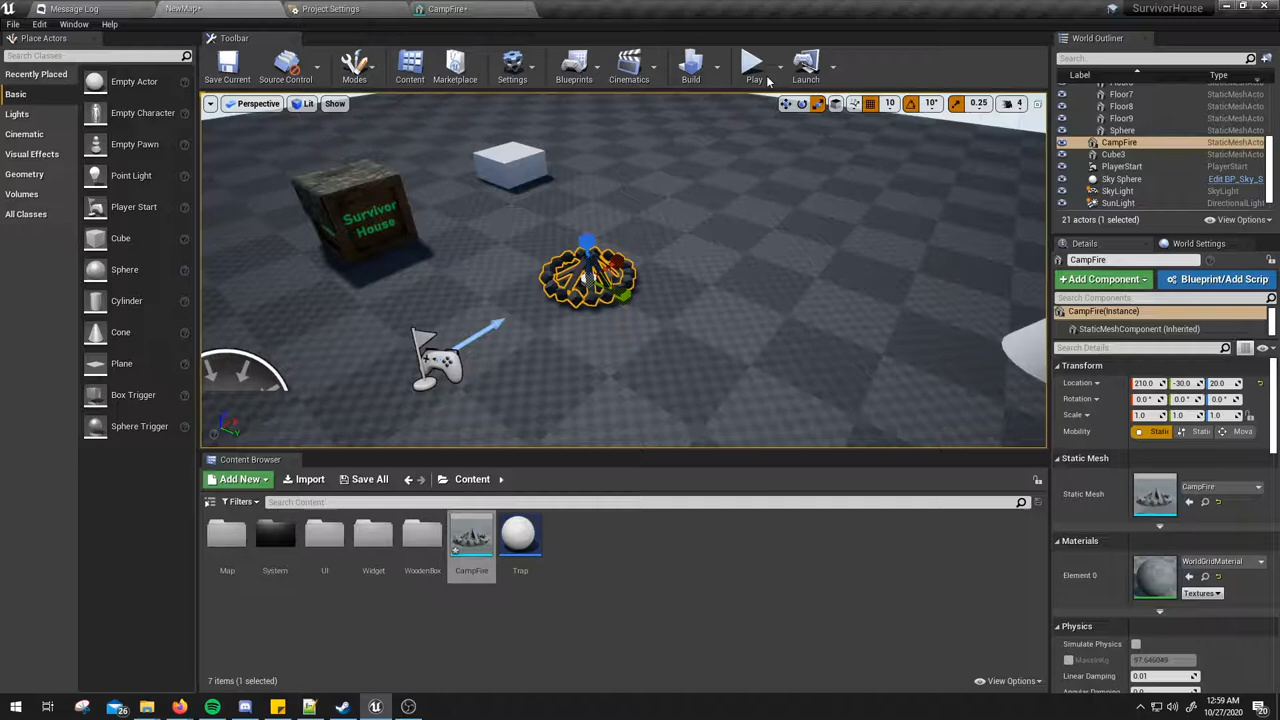 Message Log
NewMap*
Project Settings
CampFire*
SurvivorHouse
File
Edit
Window
Help
Place Actors
Search Classes
Recently Placed
Basic
Lights
Cinematic
Visual Effects
Geometry
Volumes
All Classes
Empty Actor
Empty Character
Empty Pawn
Point Light
Player Start
Cube
Sphere
Cylinder
Cone
Plane
Box Trigger
Sphere Trigger
Toolbar
Save Current
Source Control
Modes
Content
Marketplace
Settings
Blueprints
Cinematics
Build
Play
Launch
Perspective
Lit
Show
10
10°
0.25
4
Survivor
House
Content Browser
Add New
Import
Save All
Content
Filters
Search Content
Map
System
UI
Widget
WoodenBox
CampFire
Trap
7 items (1 selected)
View Options
World Outliner
Search...
Label
Type
Floor7 StaticMeshActo
Floor8 StaticMeshActo
Floor9 StaticMeshActo
Sphere StaticMeshActo
CampFire StaticMeshActo
Cube3 StaticMeshActo
PlayerStart PlayerStart
Sky Sphere Edit BP_Sky_S
SkyLight SkyLight
SunLight DirectionalLight
21 actors (1 selected)
View Options
Details
World Settings
CampFire
Add Component
Blueprint/Add Scrip
Search Components
CampFire(Instance)
StaticMeshComponent (Inherited)
Search Details
Transform
Location 210.0 -30.0 20.0
Rotation 0.0° 0.0° 0.0°
Scale 1.0 1.0 1.0
Mobility Static Stati Mova
Static Mesh
Static Mesh
CampFire
Materials
Element 0
WorldGridMaterial
Textures
Physics
Simulate Physics
MassInKg 97.646049
Linear Damping 0.01
26
12:59 AM
10/27/2020
20